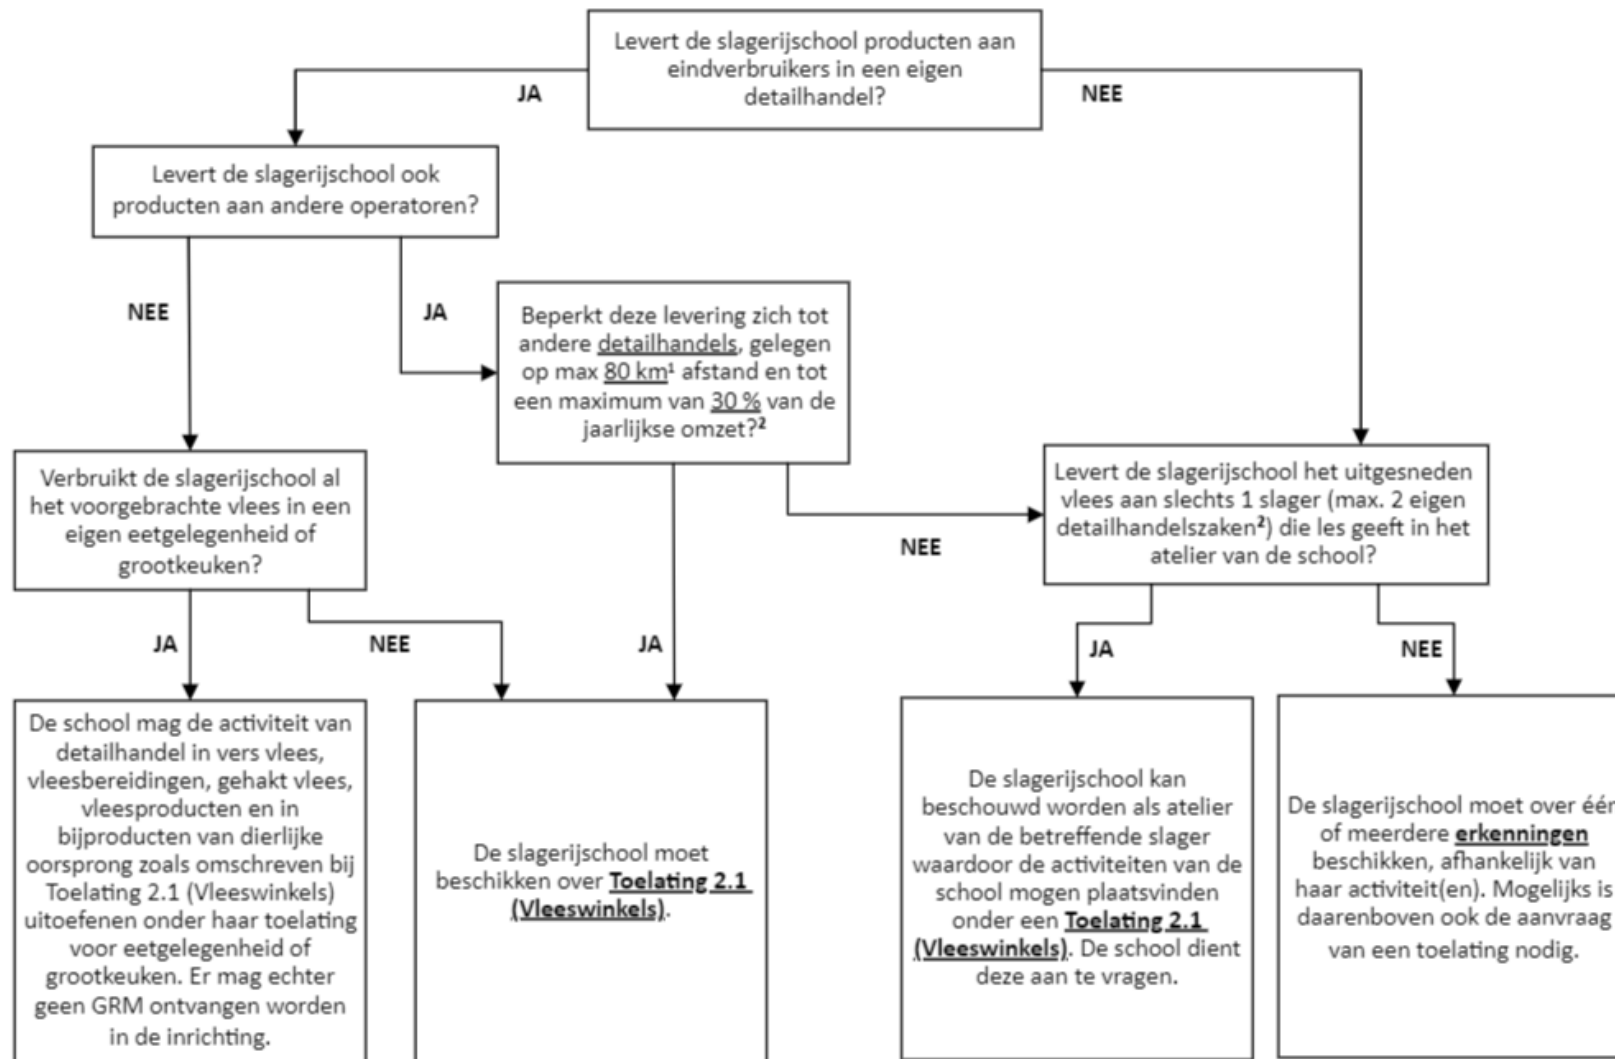 Levert de slagerijschool producten aan
eindverbruikers in een eigen
detailhandel?
JA
NEE
Levert de slagerijschool ook
producten aan andere operatoren?
NEE
JA
Beperkt deze levering zich tot
andere detailhandels, gelegen
op max 80 km¹ afstand en tot
een maximum van 30 % van de
jaarlijkse omzet?²
Verbruikt de slagerijschool al
het voorgebrachte vlees in een
eigen eetgelegenheid of
grootkeuken?
Levert de slagerijschool het uitgesneden
vlees aan slechts 1 slager (max. 2 eigen
detailhandelszaken²) die les geeft in het
atelier van de school?
NEE
JA
NEE
JA
JA
NEE
De school mag de activiteit van
detailhandel in vers vlees,
vleesbereidingen, gehakt vlees,
vleesproducten en in
bijproducten van dierlijke
oorsprong zoals omschreven bij
Toelating 2.1 (Vleeswinkels)
uitoefenen onder haar toelating
voor eetgelegenheid of
grootkeuken. Er mag echter
geen GRM ontvangen worden
in de inrichting.
De slagerijschool moet
beschikken over Toelating 2.1
(Vleeswinkels).
De slagerijschool kan
beschouwd worden als atelier
van de betreffende slager
waardoor de activiteiten van de
school mogen plaatsvinden
onder een Toelating 2.1
(Vleeswinkels). De school dient
deze aan te vragen.
De slagerijschool moet over één
of meerdere erkenningen
beschikken, afhankelijk van
haar activiteit(en). Mogelijks is
daarenboven ook de aanvraag
van een toelating nodig.